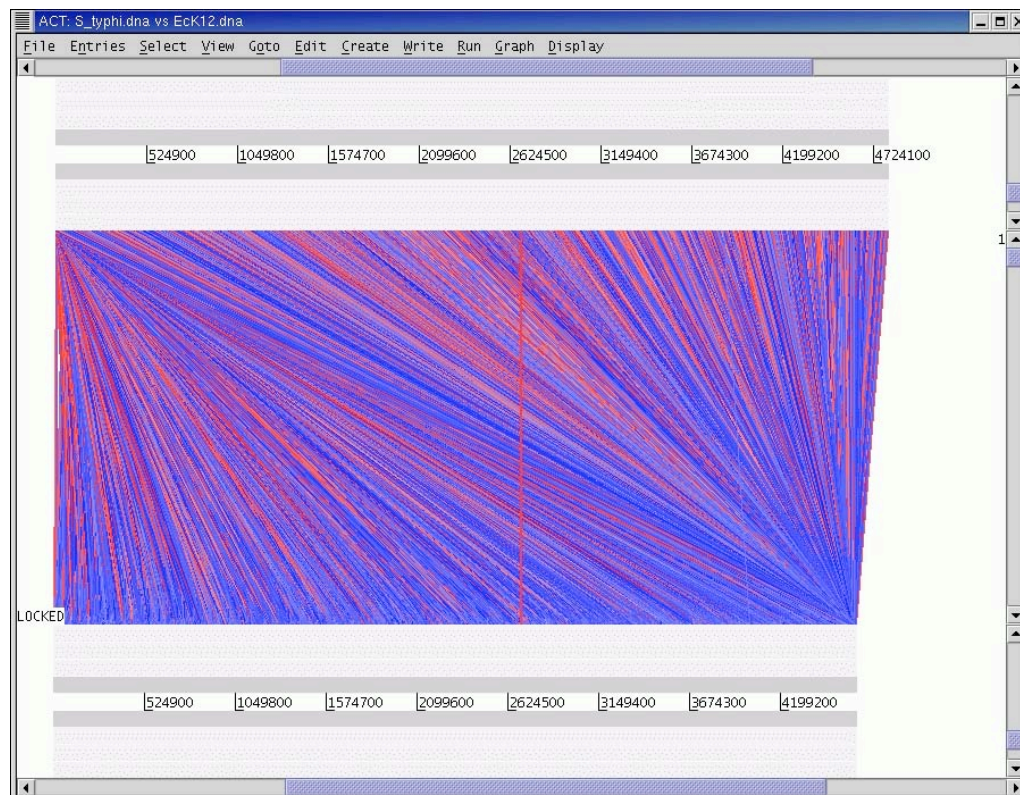 ACT: S_typhi.dna vs EcK12.dna
File Entries Select View Goto Edit Create Write Run Graph Display
524900 1049800 1574700 2099600 2624500 3149400 3674300 4199200 4724100
1
LOCKED
524900 1049800 1574700 2099600 2624500 3149400 3674300 4199200